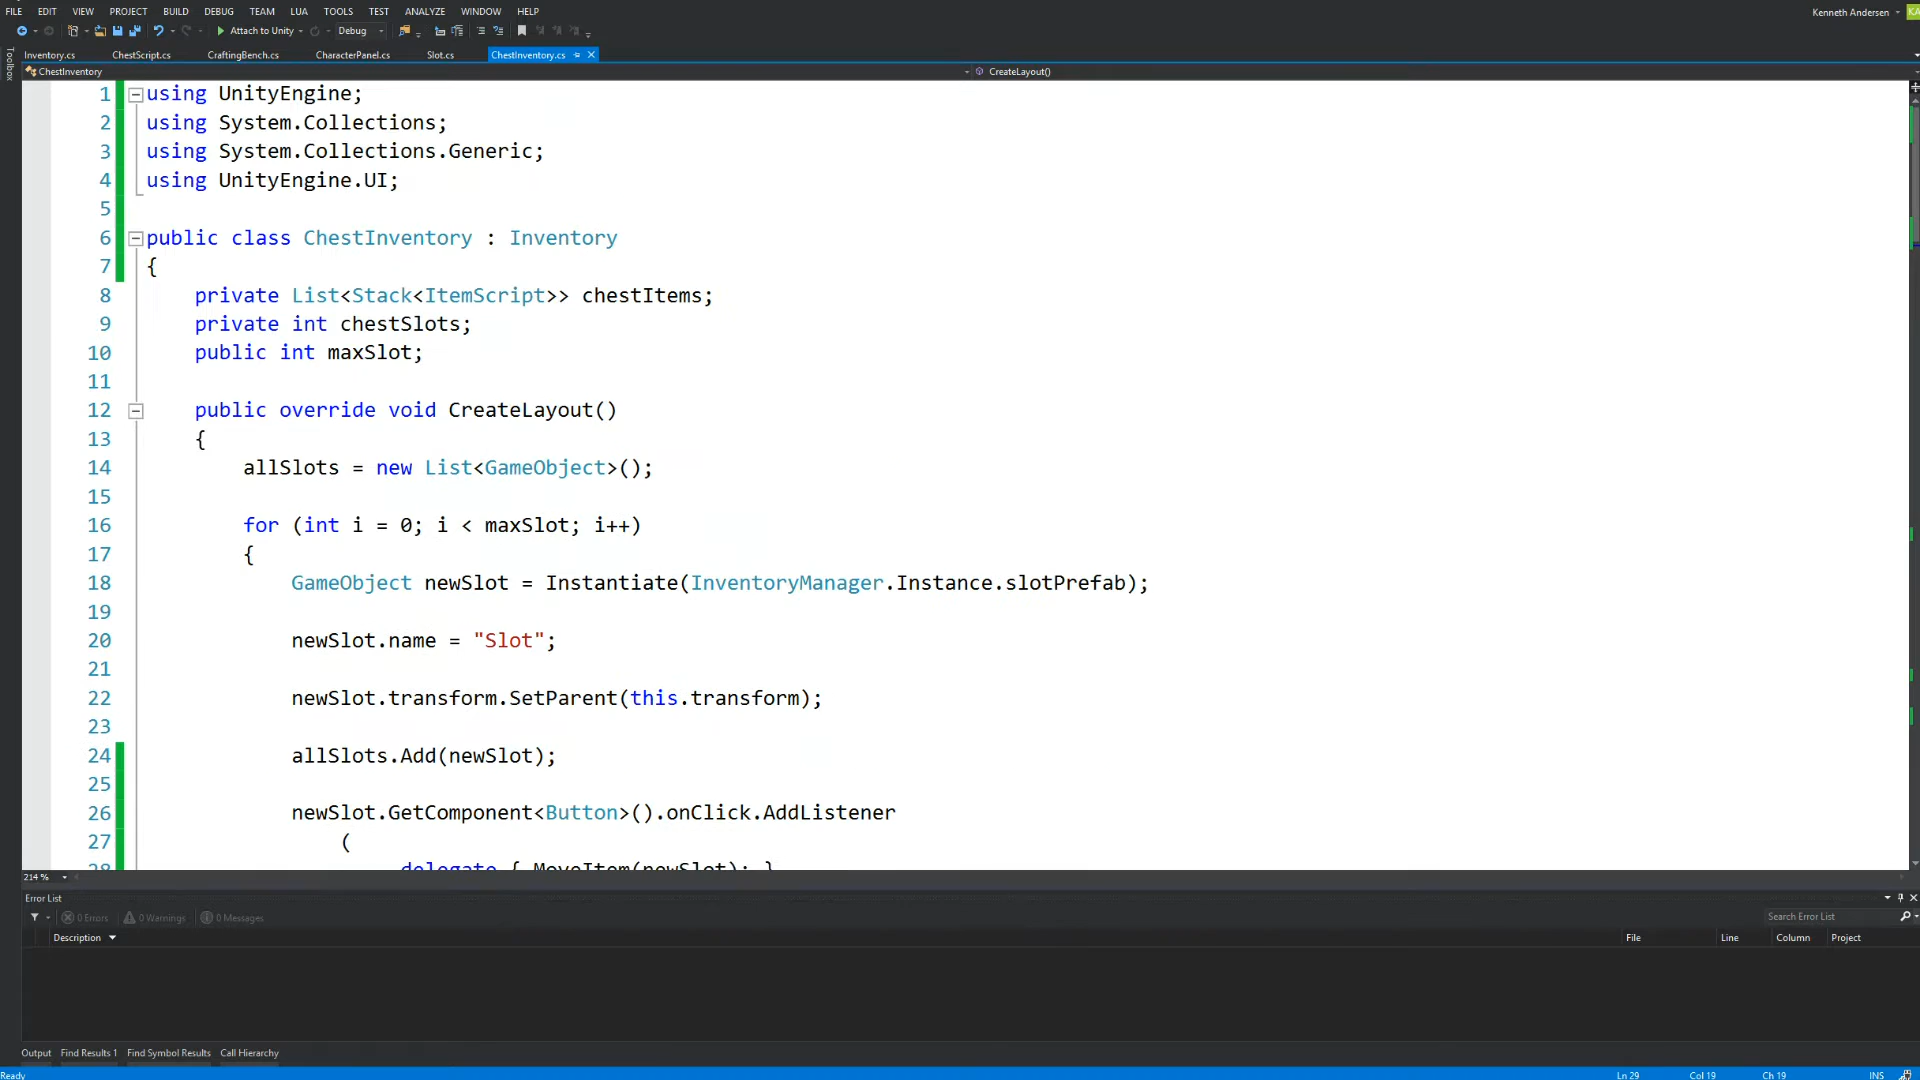 FILE EDIT VIEW PROJECT BUILD DEBUG TEAM LUA TOOLS TEST ANALYZE WINDOW HELP
Kenneth Andersen KA
Attach to Unity Debug
Inventory.cs ChestScript.cs CraftingBench.cs CharacterPanel.cs Slot.cs ChestInventory.cs
Toolbox
ChestInventory CreateLayout()
1 using UnityEngine;
2 using System.Collections;
3 using System.Collections.Generic;
4 using UnityEngine.UI;
5
6 public class ChestInventory : Inventory
7 {
8 private List<Stack<ItemScript>> chestItems;
9 private int chestSlots;
10 public int maxSlot;
11
12 public override void CreateLayout()
13 {
14 allSlots = new List<GameObject>();
15
16 for (int i = 0; i < maxSlot; i++)
17 {
18 GameObject newSlot = Instantiate(InventoryManager.Instance.slotPrefab);
19
20 newSlot.name = "Slot";
21
22 newSlot.transform.SetParent(this.transform);
23
24 allSlots.Add(newSlot);
25
26 newSlot.GetComponent<Button>().onClick.AddListener
27 (
28 delegate { MoveItem(newSlot); }
214 %
Error List
0 Errors 0 Warnings 0 Messages
Search Error List
Description File Line Column Project
Output Find Results 1 Find Symbol Results Call Hierarchy
Ready Ln 29 Col 19 Ch 19 INS